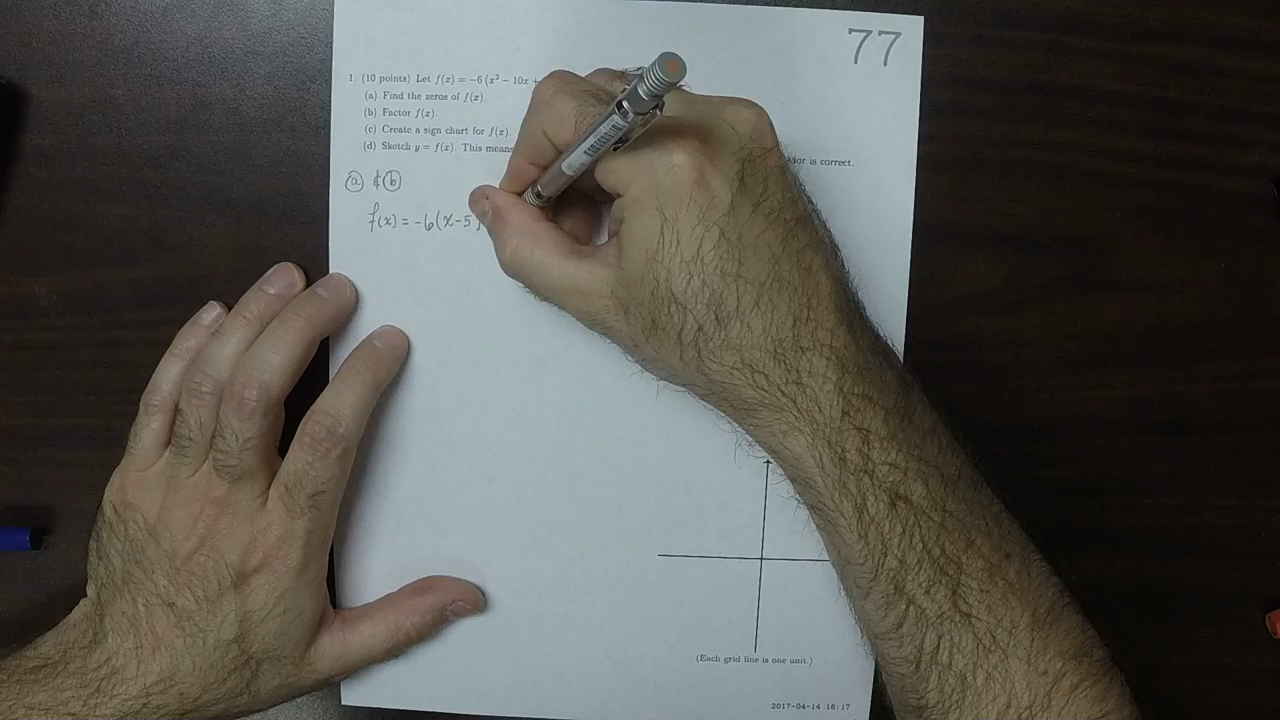 77
1. (10 points) Let f(x) = −6 (x² − 10x +
(a) Find the zeros of f(x).
(b) Factor f(x).
(c) Create a sign chart for f(x).
(d) Sketch y = f(x). This means is correct.
ⓐ & ⓑ
f(x) = -6(x-5)
(Each grid line is one unit.)
2017-04-14 16:17